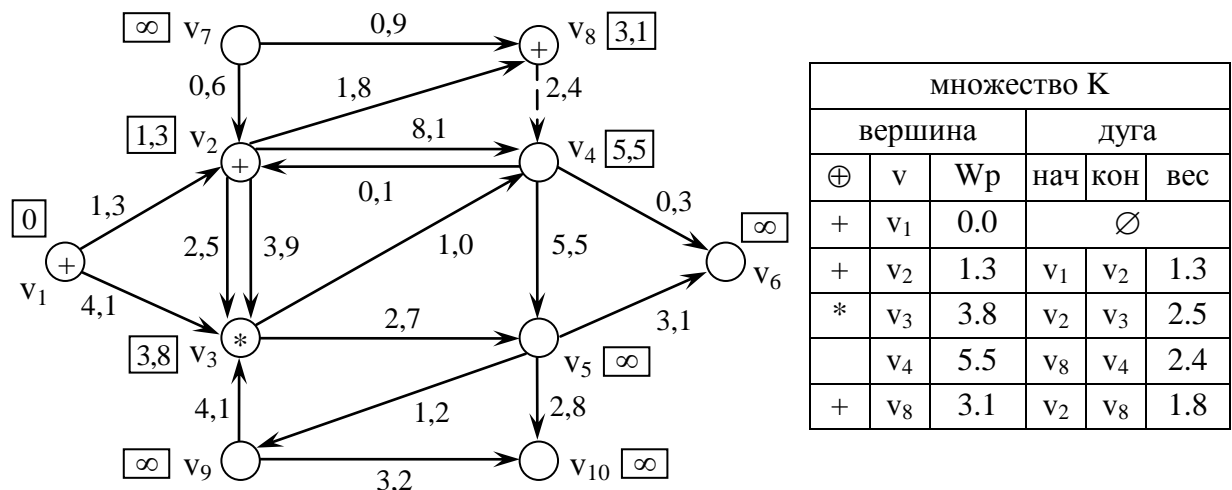 ∞ v7 0,9 v8 3,1
+
0,6 1,8 2,4
1,3 v2 8,1 v4 5,5
+
0,1
0 1,3 0,3
2,5 3,9 1,0 5,5 ∞
+
v1 v6
4,1 2,7 3,1
*
3,8 v3 v5 ∞
4,1 1,2 2,8
∞ v9 v10 ∞
3,2
множество K
вершина дуга
⊕ v Wp нач кон вес
+ v1 0.0 ∅
+ v2 1.3 v1 v2 1.3
* v3 3.8 v2 v3 2.5
v4 5.5 v8 v4 2.4
+ v8 3.1 v2 v8 1.8